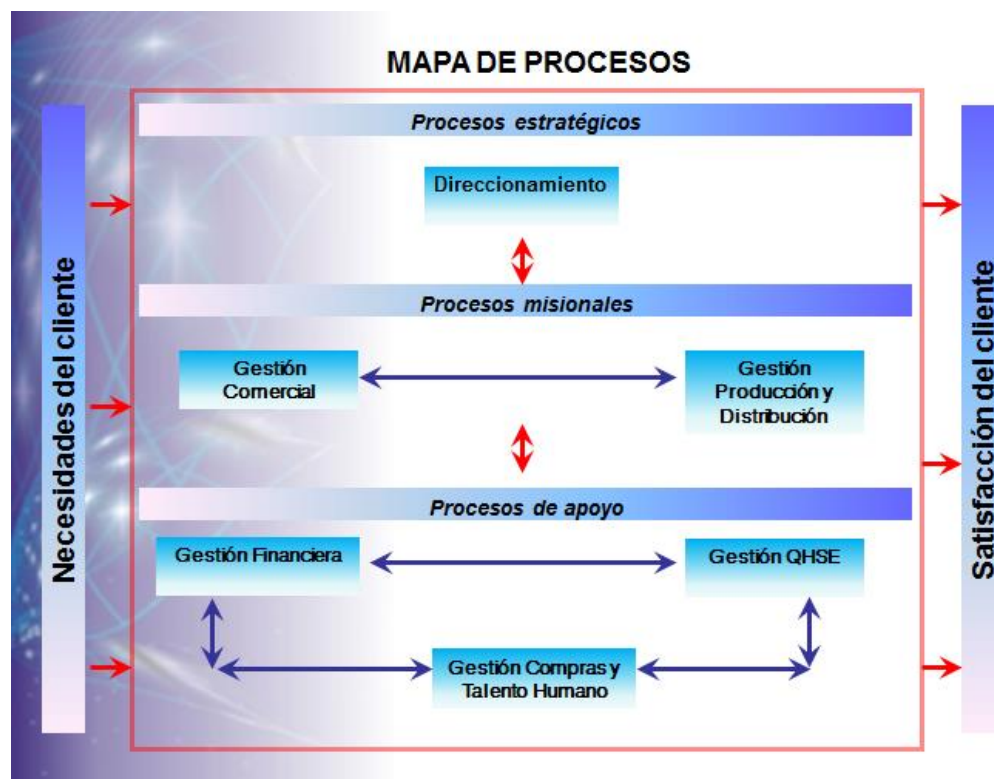 MAPA DE PROCESOS
Necesidades del cliente
Procesos estratégicos
Direccionamiento
Procesos misionales
Gestión
Comercial
Gestión
Producción y
Distribución
Procesos de apoyo
Gestión Financiera
Gestión QHSE
Gestión Compras y
Talento Humano
Satisfacción del cliente